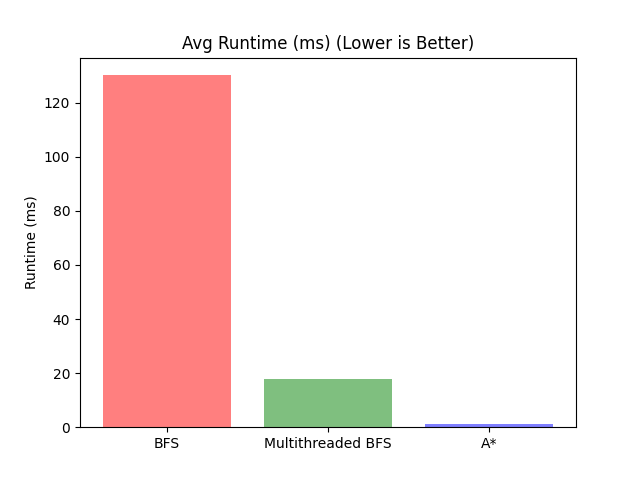 Avg Runtime (ms) (Lower is Better)
Runtime (ms)
120
100
80
60
40
20
0
BFS
Multithreaded BFS
A*